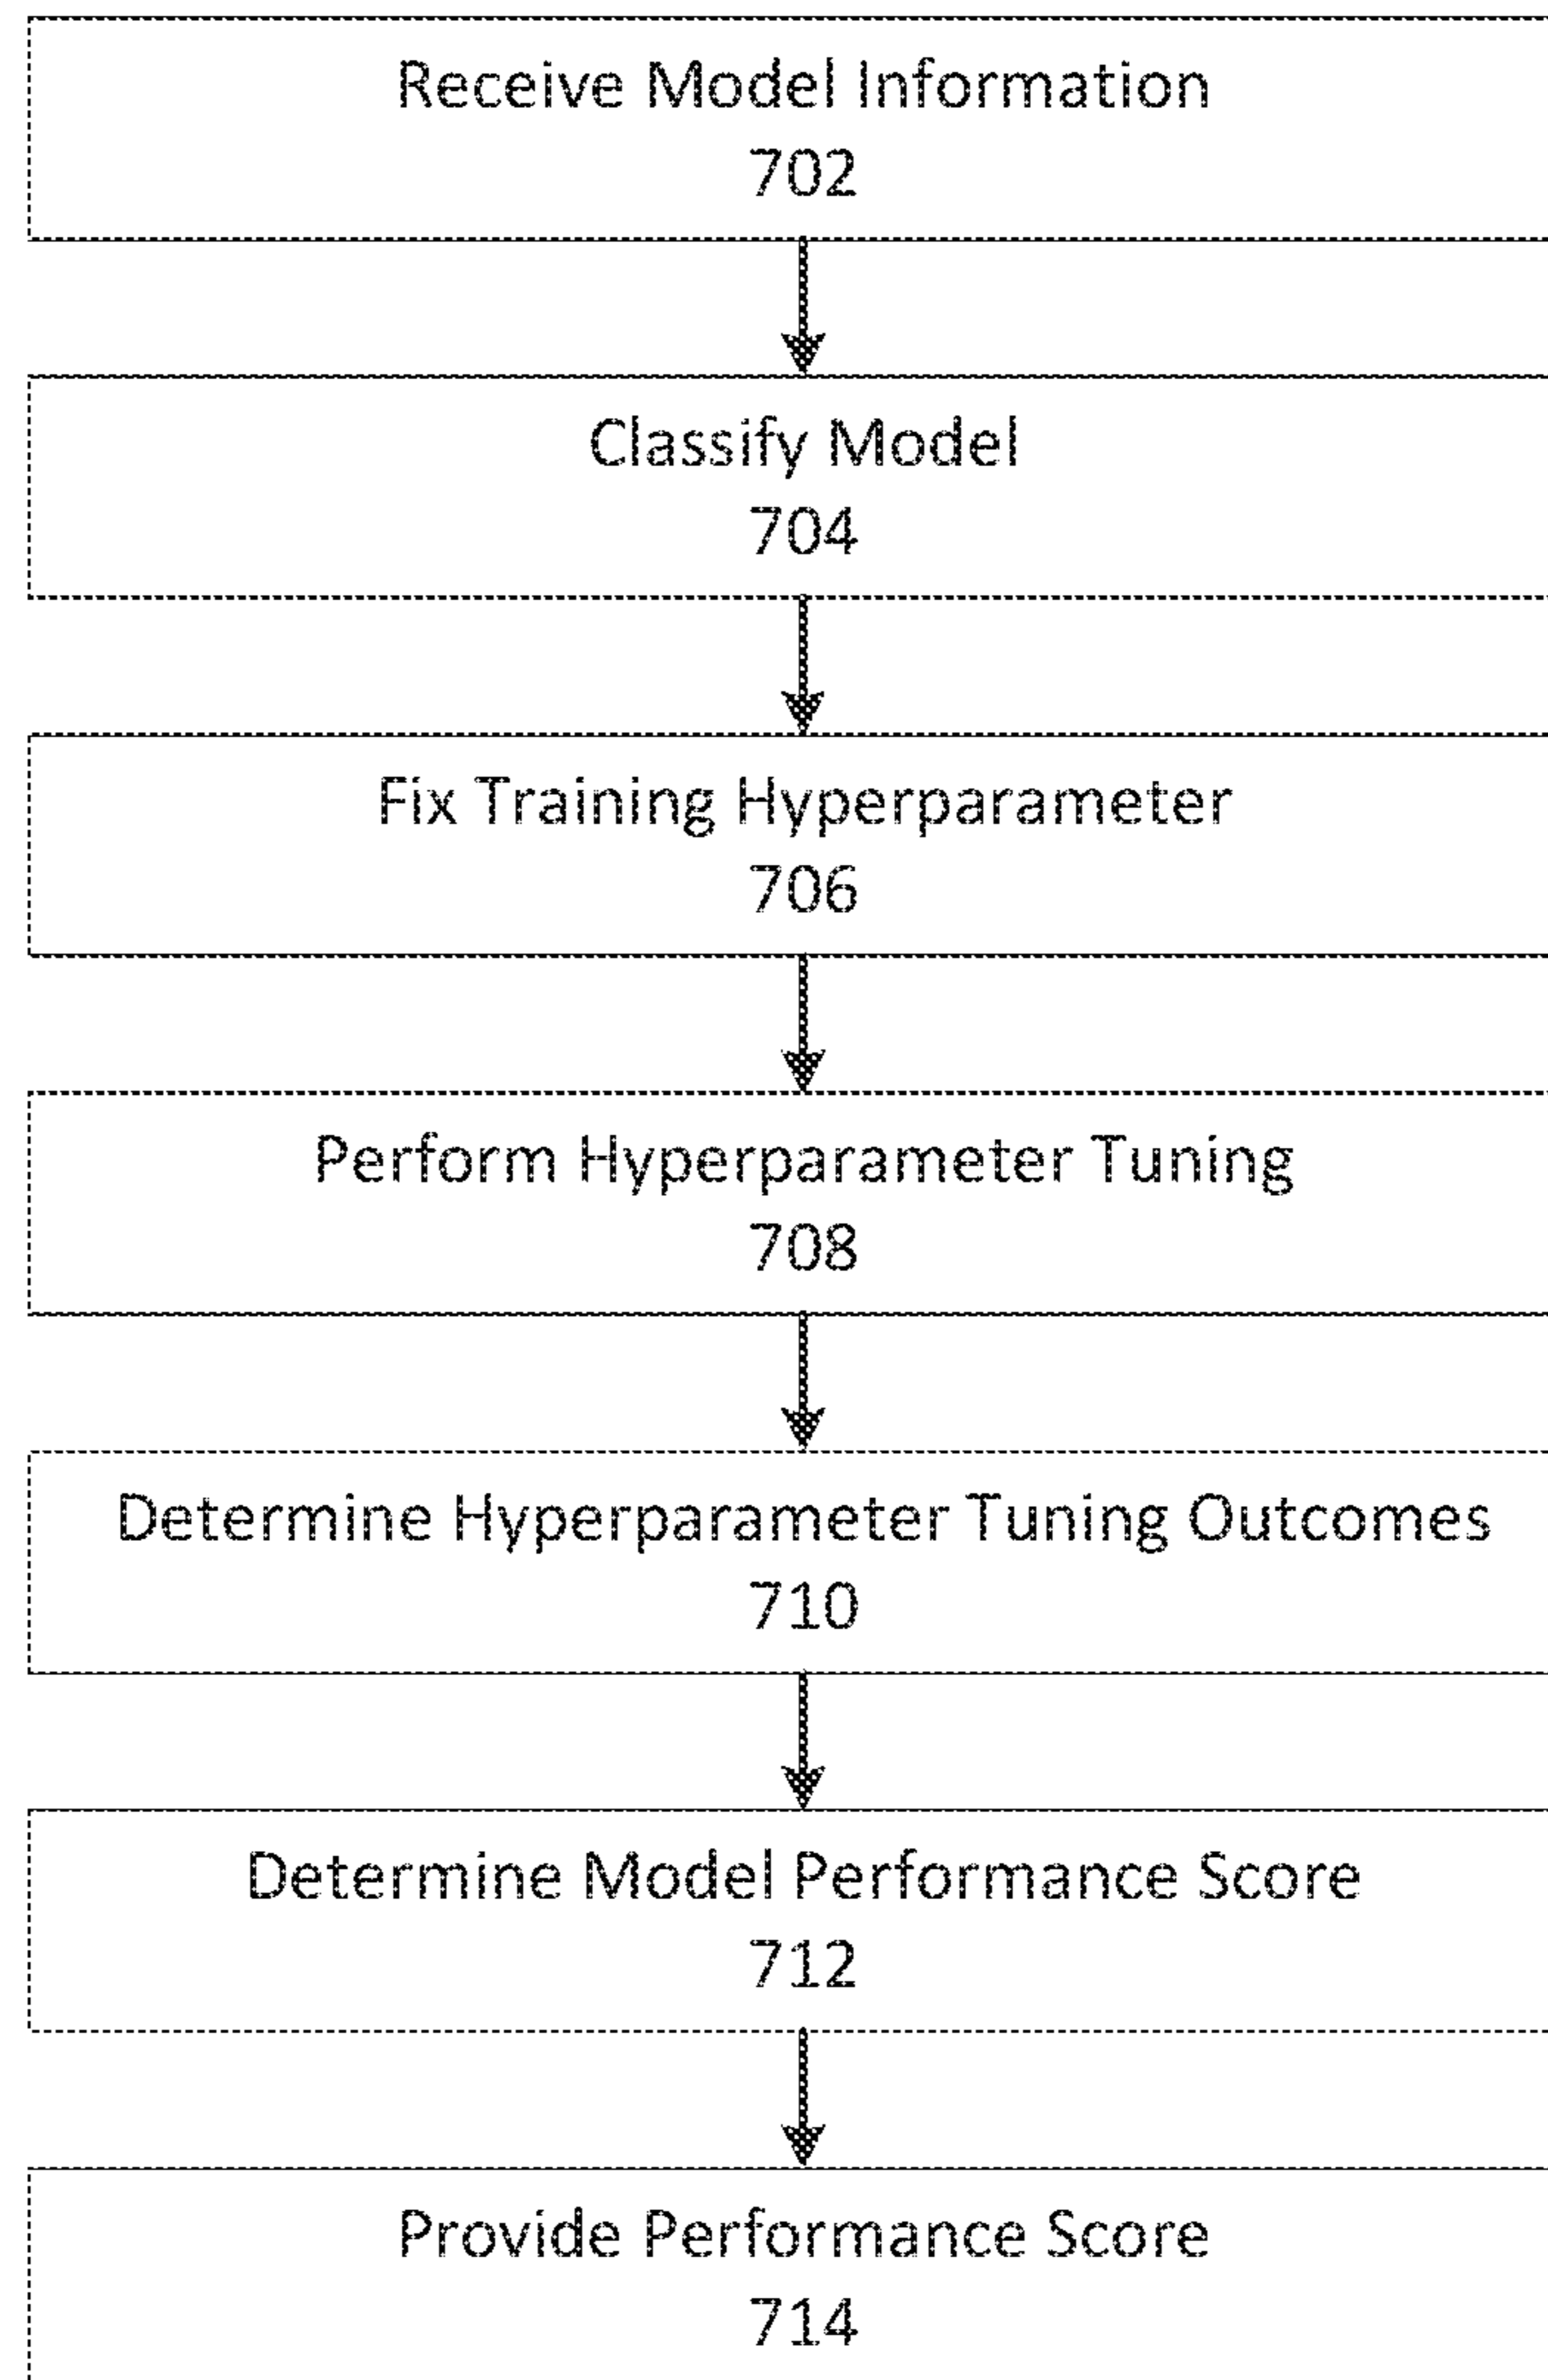 Receive Model Information
702
Classify Model
704
Fix Training Hyperparameter
706
Perform Hyperparameter Tuning
708
Determine Hyperparameter Tuning Outcomes
710
Determine Model Performance Score
712
Provide Performance Score
714